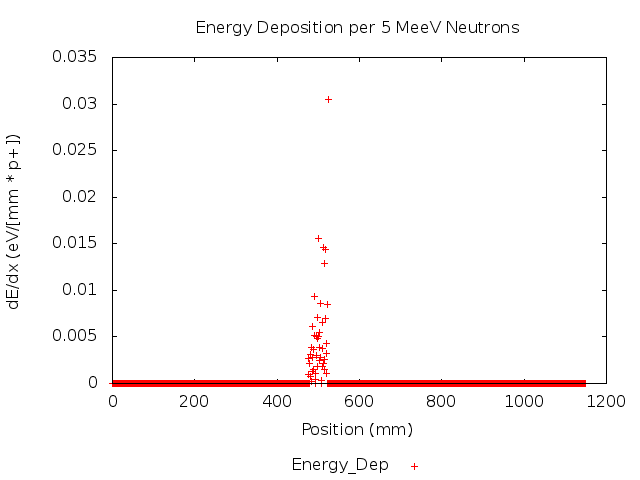 Energy Deposition per 5 MeeV Neutrons
dE/dx (eV/[mm * p+])
0.035
0.03
0.025
0.02
0.015
0.01
0.005
0
0 200 400 600 800 1000 1200
Position (mm)
Energy_Dep